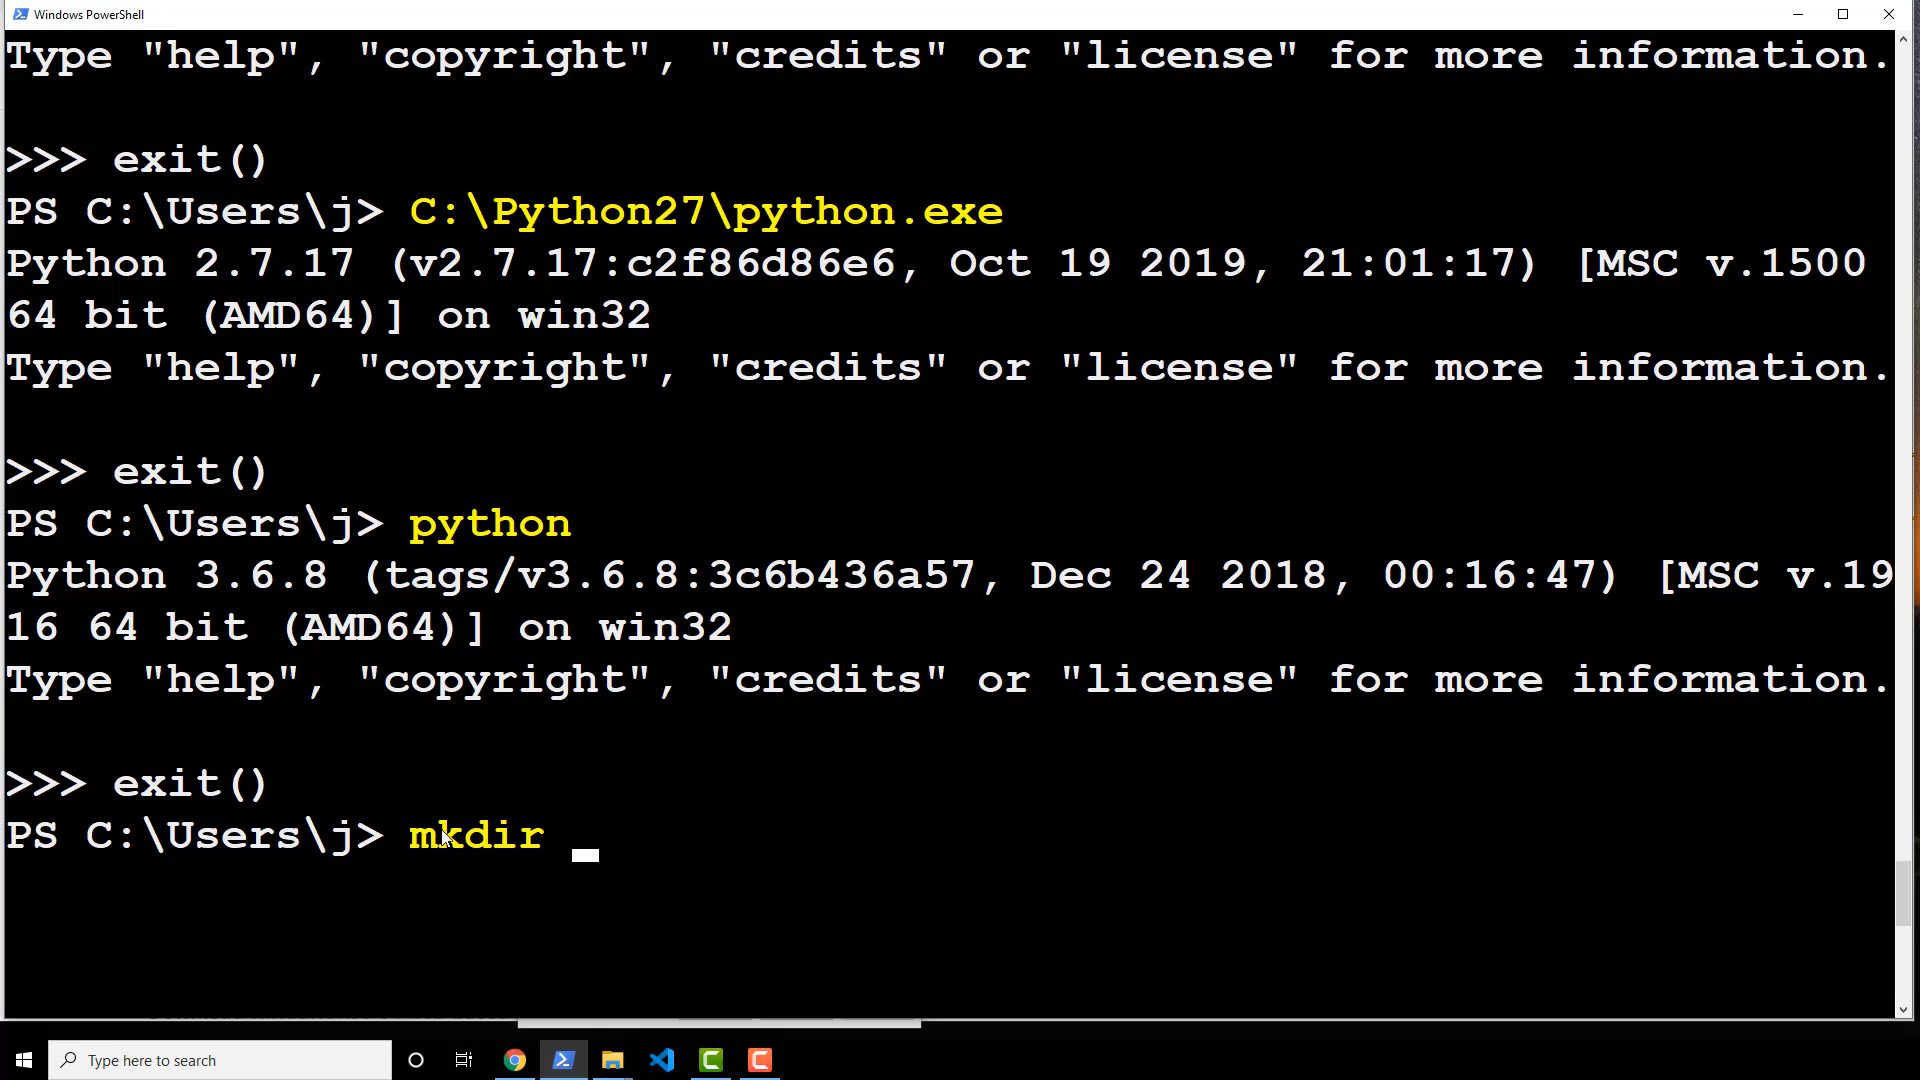 Windows PowerShell
Type "help", "copyright", "credits" or "license" for more information.
>>> exit()
PS C:\Users\j> C:\Python27\python.exe
Python 2.7.17 (v2.7.17:c2f86d86e6, Oct 19 2019, 21:01:17) [MSC v.1500
64 bit (AMD64)] on win32
Type "help", "copyright", "credits" or "license" for more information.
>>> exit()
PS C:\Users\j> python
Python 3.6.8 (tags/v3.6.8:3c6b436a57, Dec 24 2018, 00:16:47) [MSC v.19
16 64 bit (AMD64)] on win32
Type "help", "copyright", "credits" or "license" for more information.
>>> exit()
PS C:\Users\j> mkdir
Type here to search